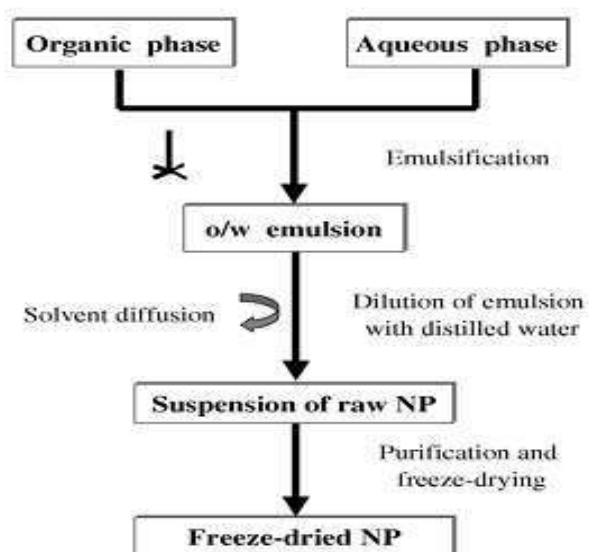 Organic phase
Aqueous phase
Emulsification
o/w emulsion
Solvent diffusion
Dilution of emulsion
with distilled water
Suspension of raw NP
Purification and
freeze-drying
Freeze-dried NP